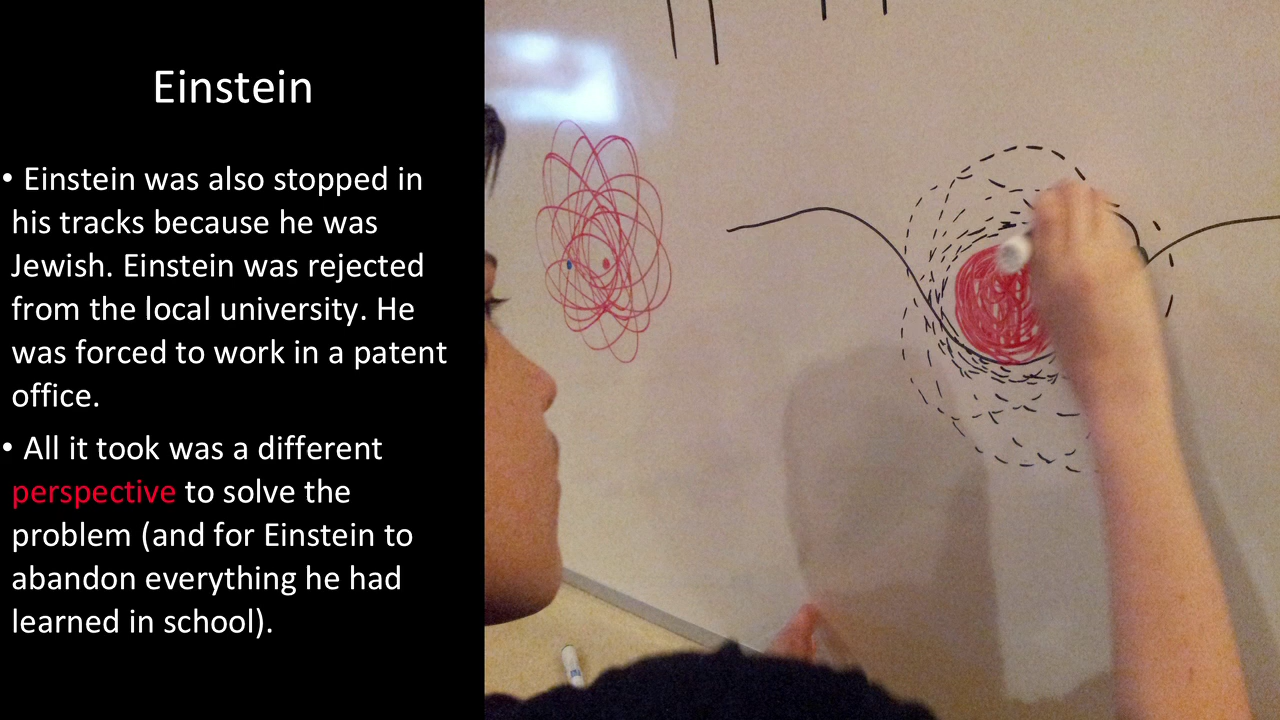 Einstein
• Einstein was also stopped in
his tracks because he was
Jewish. Einstein was rejected
from the local university. He
was forced to work in a patent
office.
• All it took was a different
perspective to solve the
problem (and for Einstein to
abandon everything he had
learned in school).